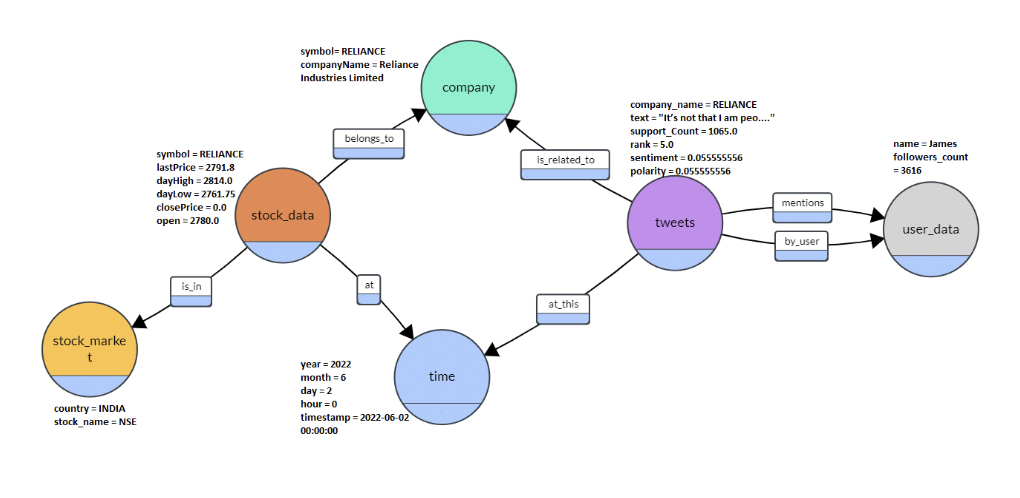 symbol= RELIANCE
companyName = Reliance
Industries Limited
company
company_name = RELIANCE
text = "It's not that I am peo...."
support_Count = 1065.0
rank = 5.0
sentiment = 0.055555556
polarity = 0.055555556
name = James
followers_count
= 3616
belongs_to
is_related_to
symbol = RELIANCE
lastPrice = 2791.8
dayHigh = 2814.0
dayLow = 2761.75
closePrice = 0.0
open = 2780.0
stock_data
tweets
mentions
by_user
user_data
is_in
at
at_this
stock_marke
t
country = INDIA
stock_name = NSE
year = 2022
month = 6
day = 2
hour = 0
timestamp = 2022-06-02
00:00:00
time